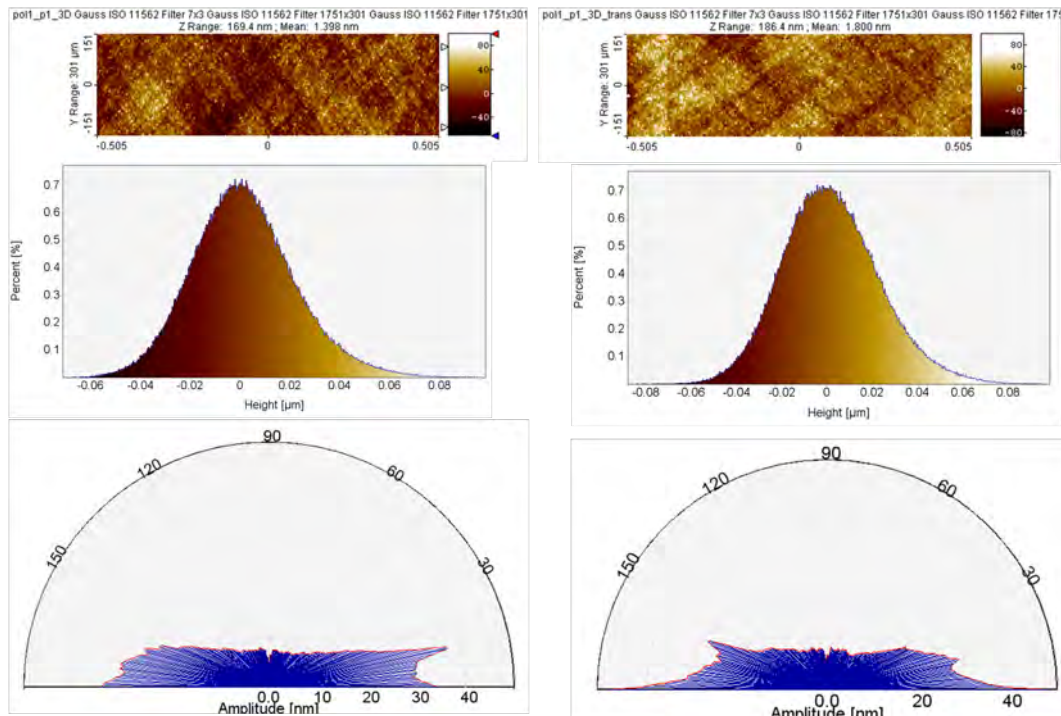 pol1_p1_3D Gauss ISO 11562 Filter 7x3 Gauss ISO 11562 Filter 1751x301 Gauss ISO 11562 Filter 1751x301
Z Range: 169.4 nm ; Mean: 1.398 nm
Y Range: 301 µm
151
0
-151
-0.505
0
0.505
80
40
0
-40
pol1_p1_3D_trans Gauss ISO 11562 Filter 7x3 Gauss ISO 11562 Filter 1751x301 Gauss ISO 11562 Filter 17
Z Range: 186.4 nm ; Mean: 1.800 nm
Y Range: 301 µm
151
0
-151
-0.505
0
0.505
80
40
0
-40
-80
Percent [%]
0.7
0.6
0.5
0.4
0.3
0.2
0.1
-0.06 -0.04 -0.02 0 0.02 0.04 0.06 0.08
Height [µm]
Percent [%]
0.7
0.6
0.5
0.4
0.3
0.2
0.1
-0.08 -0.06 -0.04 -0.02 0 0.02 0.04 0.06 0.08
Height [µm]
90
120
60
150
30
0.0 10 20 30 40
Amplitude [nm]
90
120
60
150
30
0.0 20 40
Amplitude [nm]